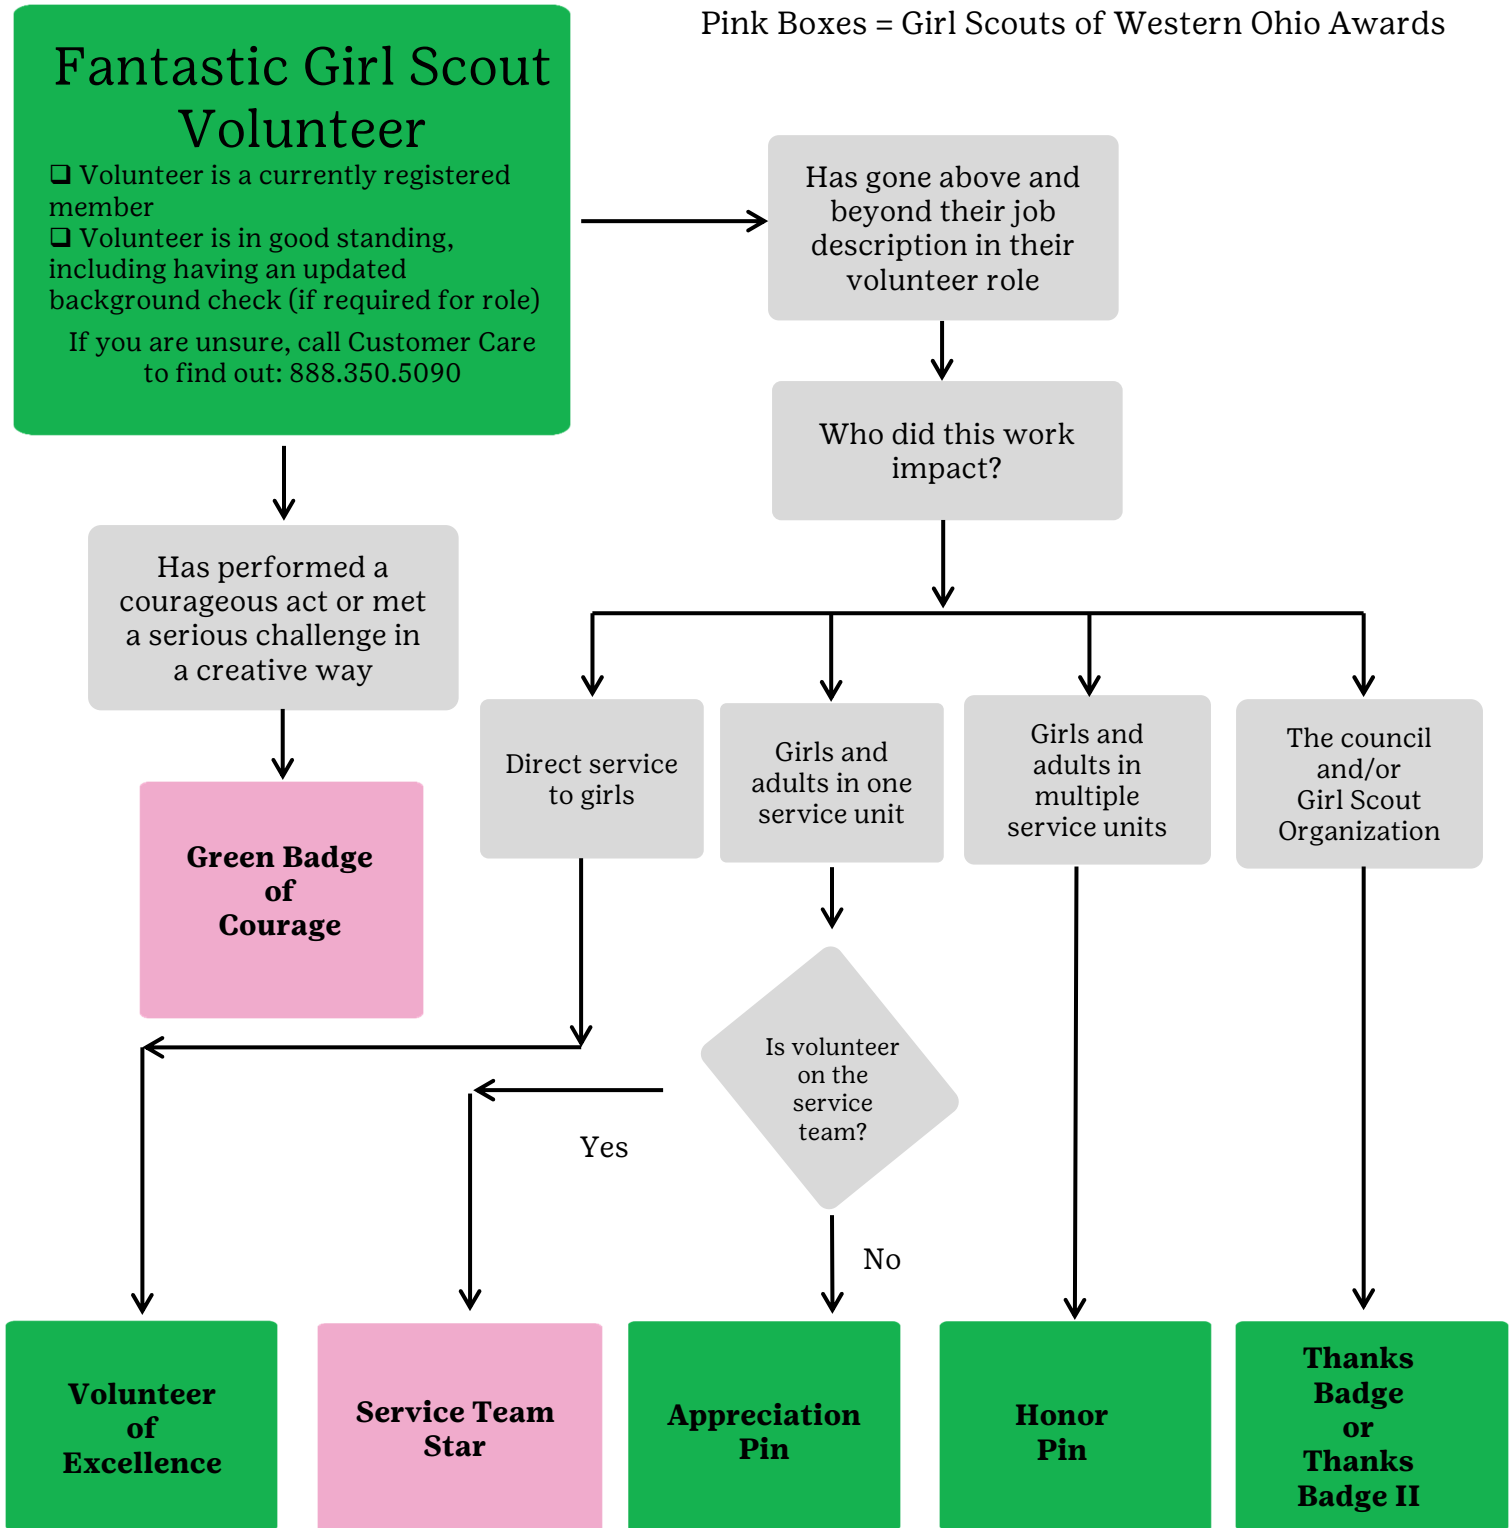 Pink Boxes = Girl Scouts of Western Ohio Awards
Fantastic Girl Scout
Volunteer
❑ Volunteer is a currently registered
member
❑ Volunteer is in good standing,
including having an updated
background check (if required for role)
If you are unsure, call Customer Care
to find out: 888.350.5090
Has gone above and
beyond their job
description in their
volunteer role
Who did this work
impact?
Has performed a
courageous act or met
a serious challenge in
a creative way
Direct service
to girls
Girls and
adults in one
service unit
Girls and
adults in
multiple
service units
The council
and/or
Girl Scout
Organization
Green Badge
of
Courage
Is volunteer
on the
service
team?
Yes
No
Volunteer
of
Excellence
Service Team
Star
Appreciation
Pin
Honor
Pin
Thanks
Badge
or
Thanks
Badge II